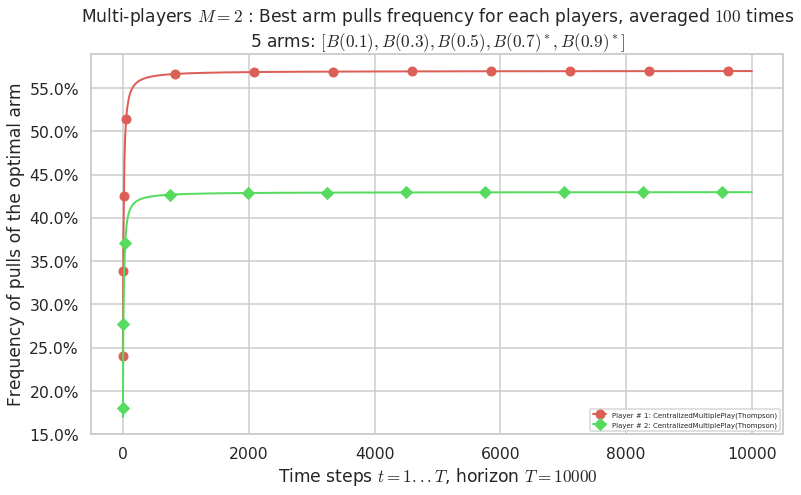 Multi-players M = 2 : Best arm pulls frequency for each players, averaged 100 times
5 arms: [B(0.1), B(0.3), B(0.5), B(0.7)*, B(0.9)*]
Frequency of pulls of the optimal arm
55.0%
50.0%
45.0%
40.0%
35.0%
30.0%
25.0%
20.0%
15.0%
Player # 1: CentralizedMultiplePlay(Thompson)
Player # 2: CentralizedMultiplePlay(Thompson)
0 2000 4000 6000 8000 10000
Time steps t = 1...T, horizon T = 10000